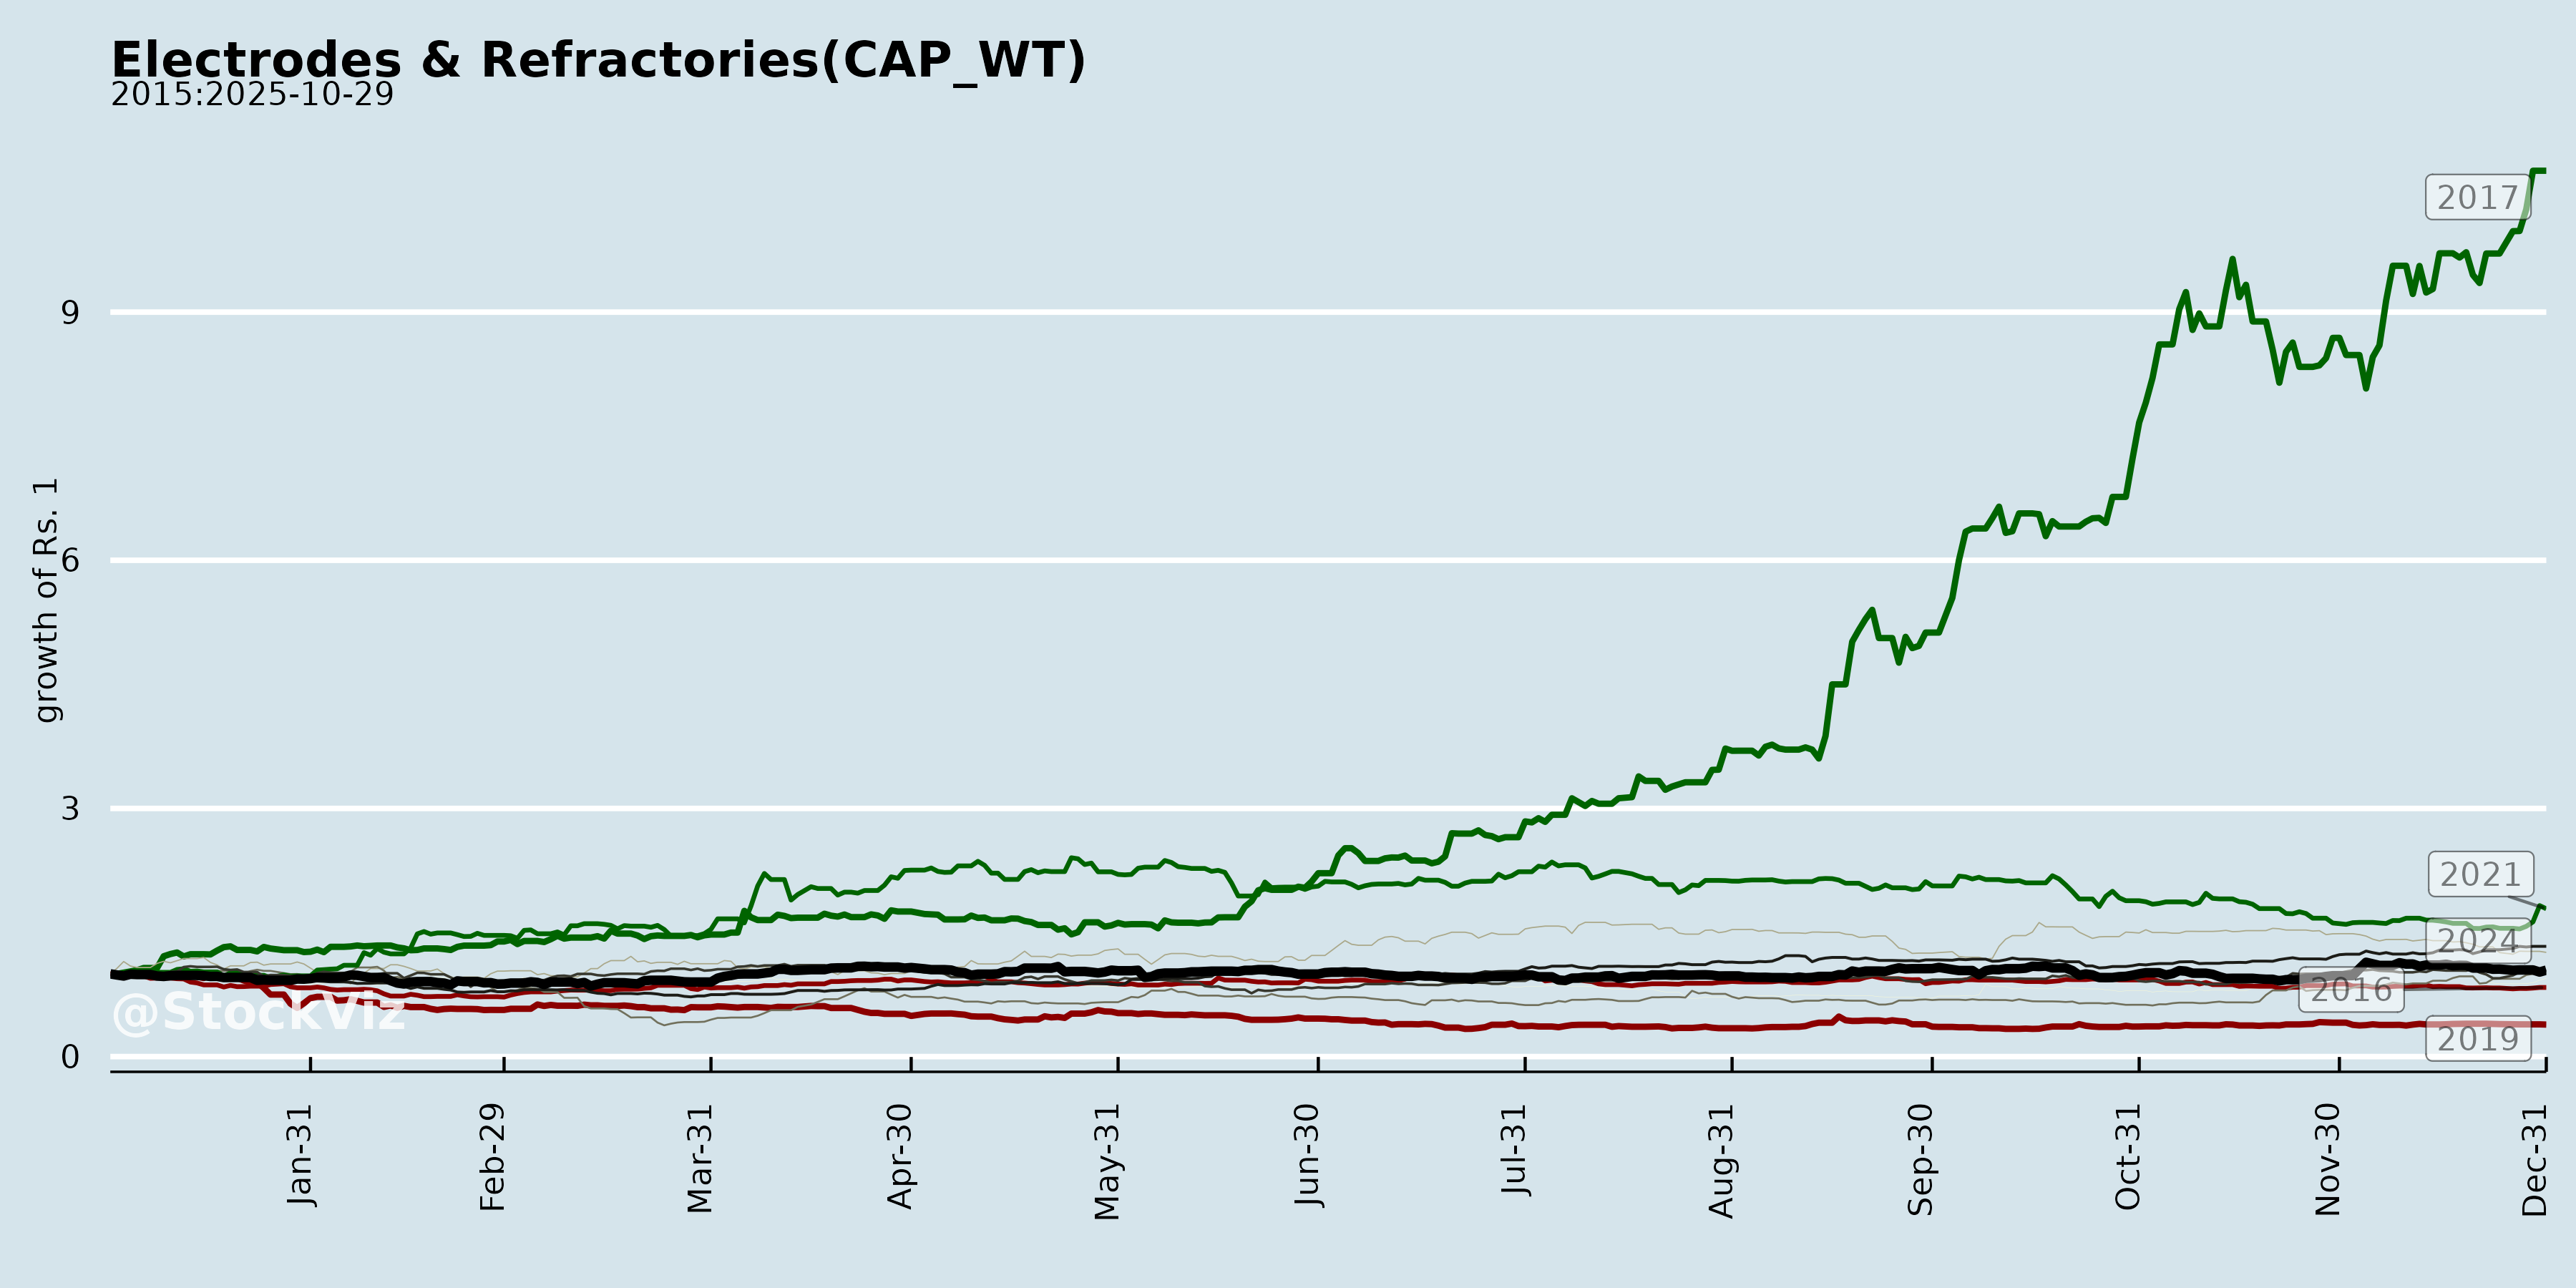 Electrodes & Refractories(CAP_WT)
2015:2025-10-29
growth of Rs. 1
9
6
3
0
2017
2021
2024
2016
2019
@StockViz
Jan-31
Feb-29
Mar-31
Apr-30
May-31
Jun-30
Jul-31
Aug-31
Sep-30
Oct-31
Nov-30
Dec-31